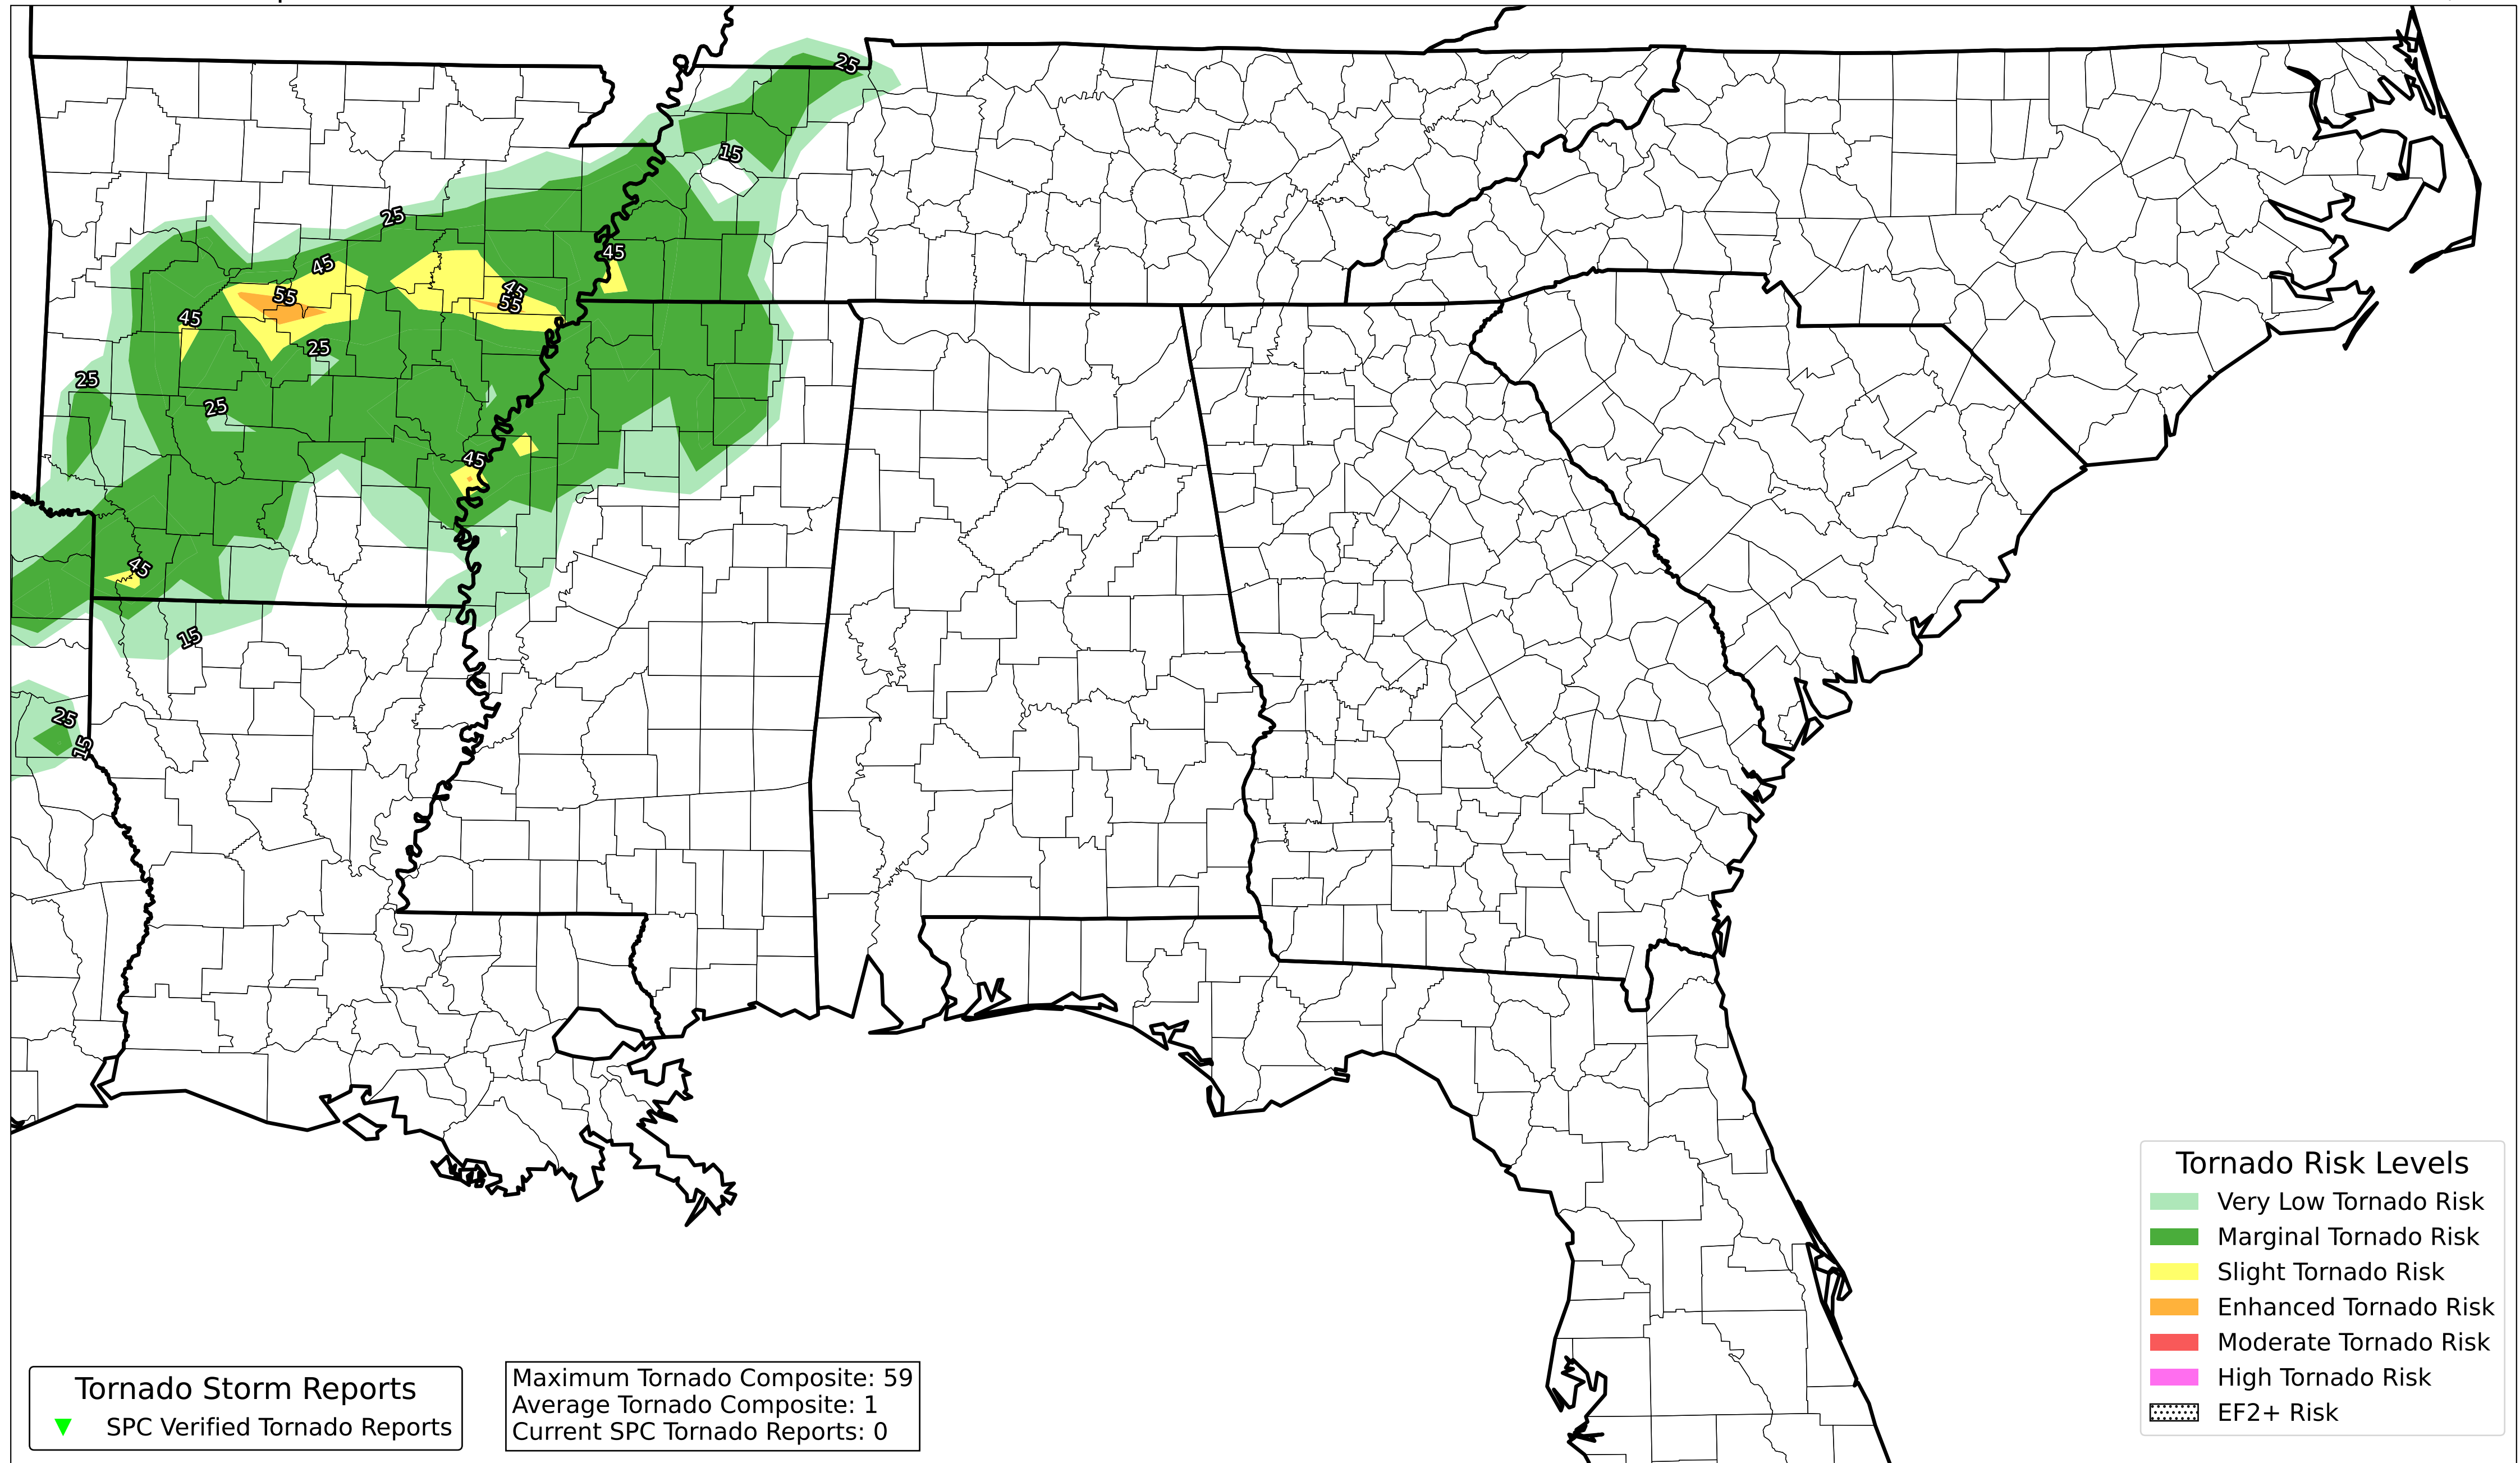 25
15
25
45
45
55
45
55
45
25
25
25
45
45
15
25
15
Tornado Risk Levels
Very Low Tornado Risk
Marginal Tornado Risk
Slight Tornado Risk
Enhanced Tornado Risk
Moderate Tornado Risk
High Tornado Risk
EF2+ Risk
Tornado Storm Reports
SPC Verified Tornado Reports
Maximum Tornado Composite: 59
Average Tornado Composite: 1
Current SPC Tornado Reports: 0